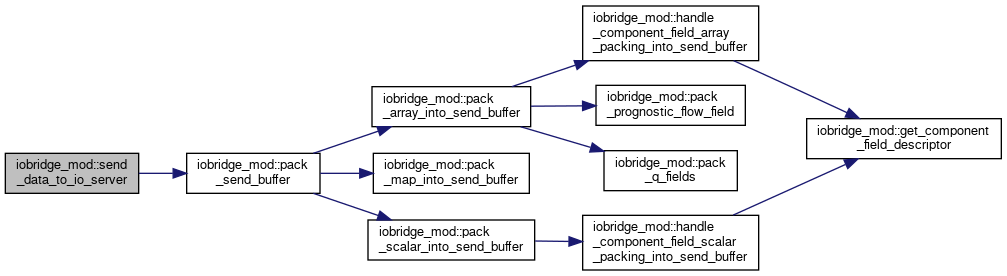 iobridge_mod::send
_data_to_io_server
iobridge_mod::pack
_send_buffer
iobridge_mod::pack
_array_into_send_buffer
iobridge_mod::pack
_map_into_send_buffer
iobridge_mod::pack
_scalar_into_send_buffer
iobridge_mod::handle
_component_field_array
_packing_into_send_buffer
iobridge_mod::pack
_prognostic_flow_field
iobridge_mod::pack
_q_fields
iobridge_mod::handle
_component_field_scalar
_packing_into_send_buffer
iobridge_mod::get_component
_field_descriptor